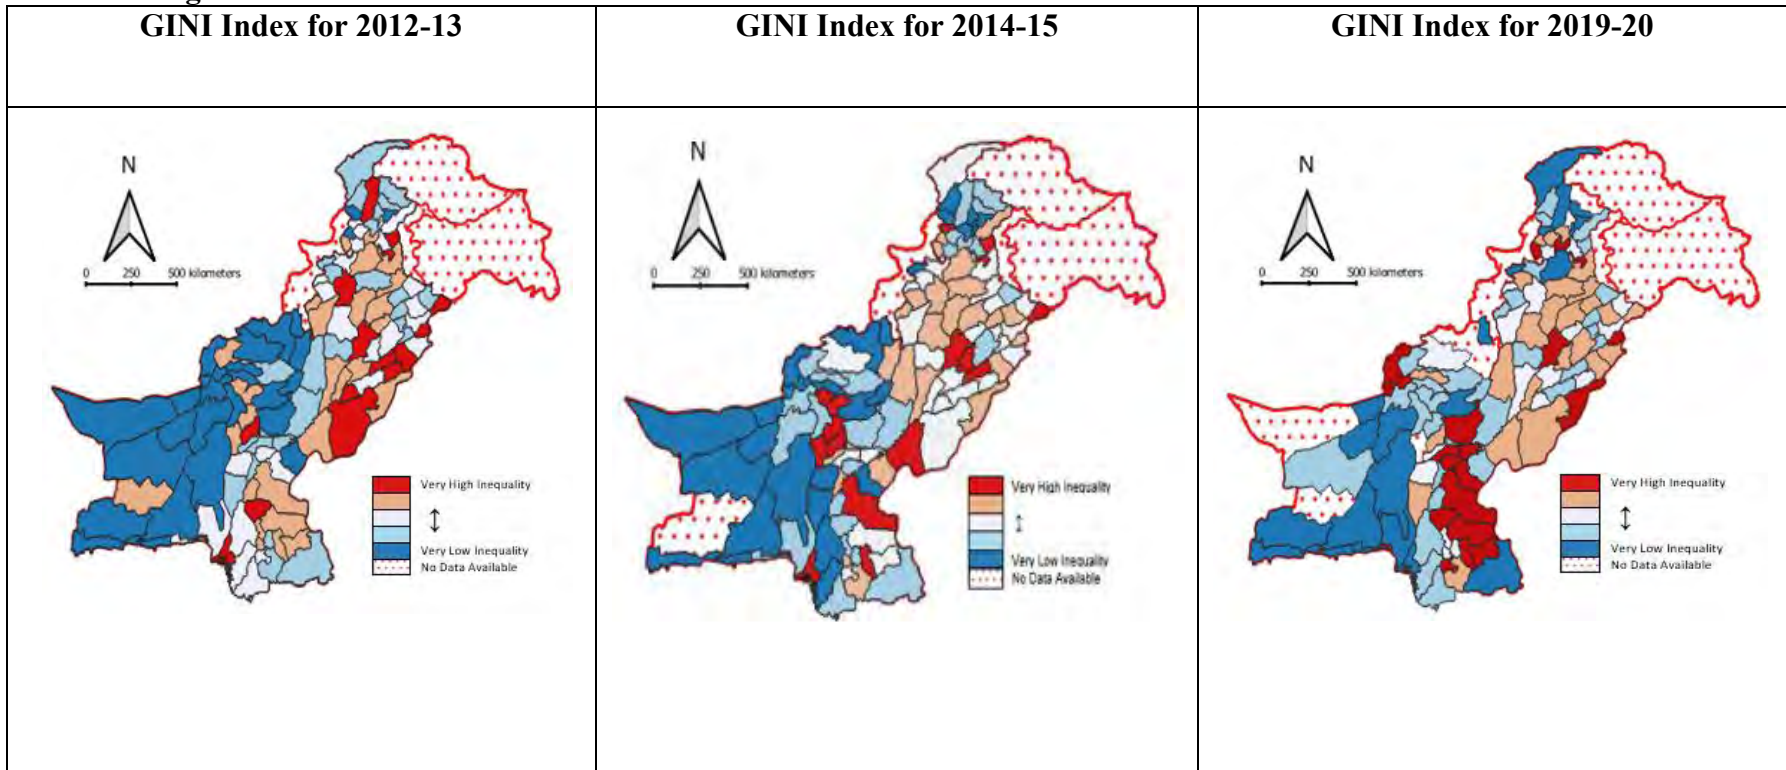 GINI Index for 2012-13
GINI Index for 2014-15
GINI Index for 2019-20
N
0 250 500 kilometers
Very High Inequality
↕
Very Low Inequality
No Data Available
N
0 250 500 kilometers
Very High Inequality
↕
Very Low Inequality
No Data Available
N
0 250 500 kilometers
Very High Inequality
↕
Very Low Inequality
No Data Available